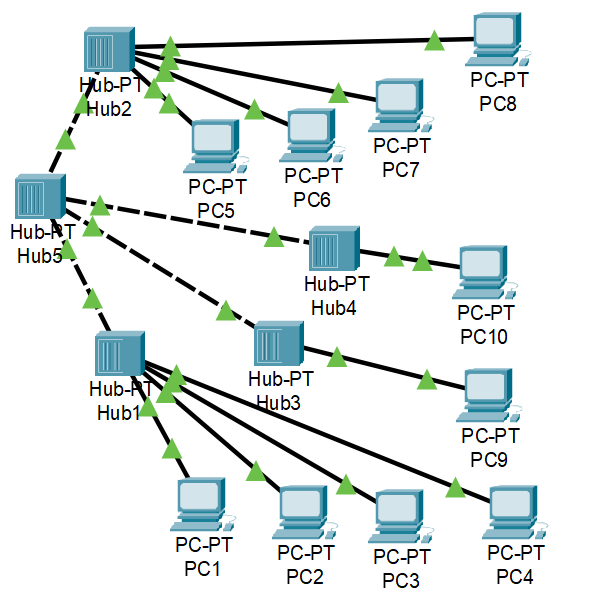 PC-PT
PC8
Hub-PT
Hub2
PC-PT
PC7
PC-PT
PC6
PC-PT
PC5
Hub-PT
Hub5
Hub-PT
Hub4
PC-PT
PC10
Hub-PT
Hub3
Hub-PT
Hub1
PC-PT
PC9
PC-PT
PC1
PC-PT
PC2
PC-PT
PC3
PC-PT
PC4